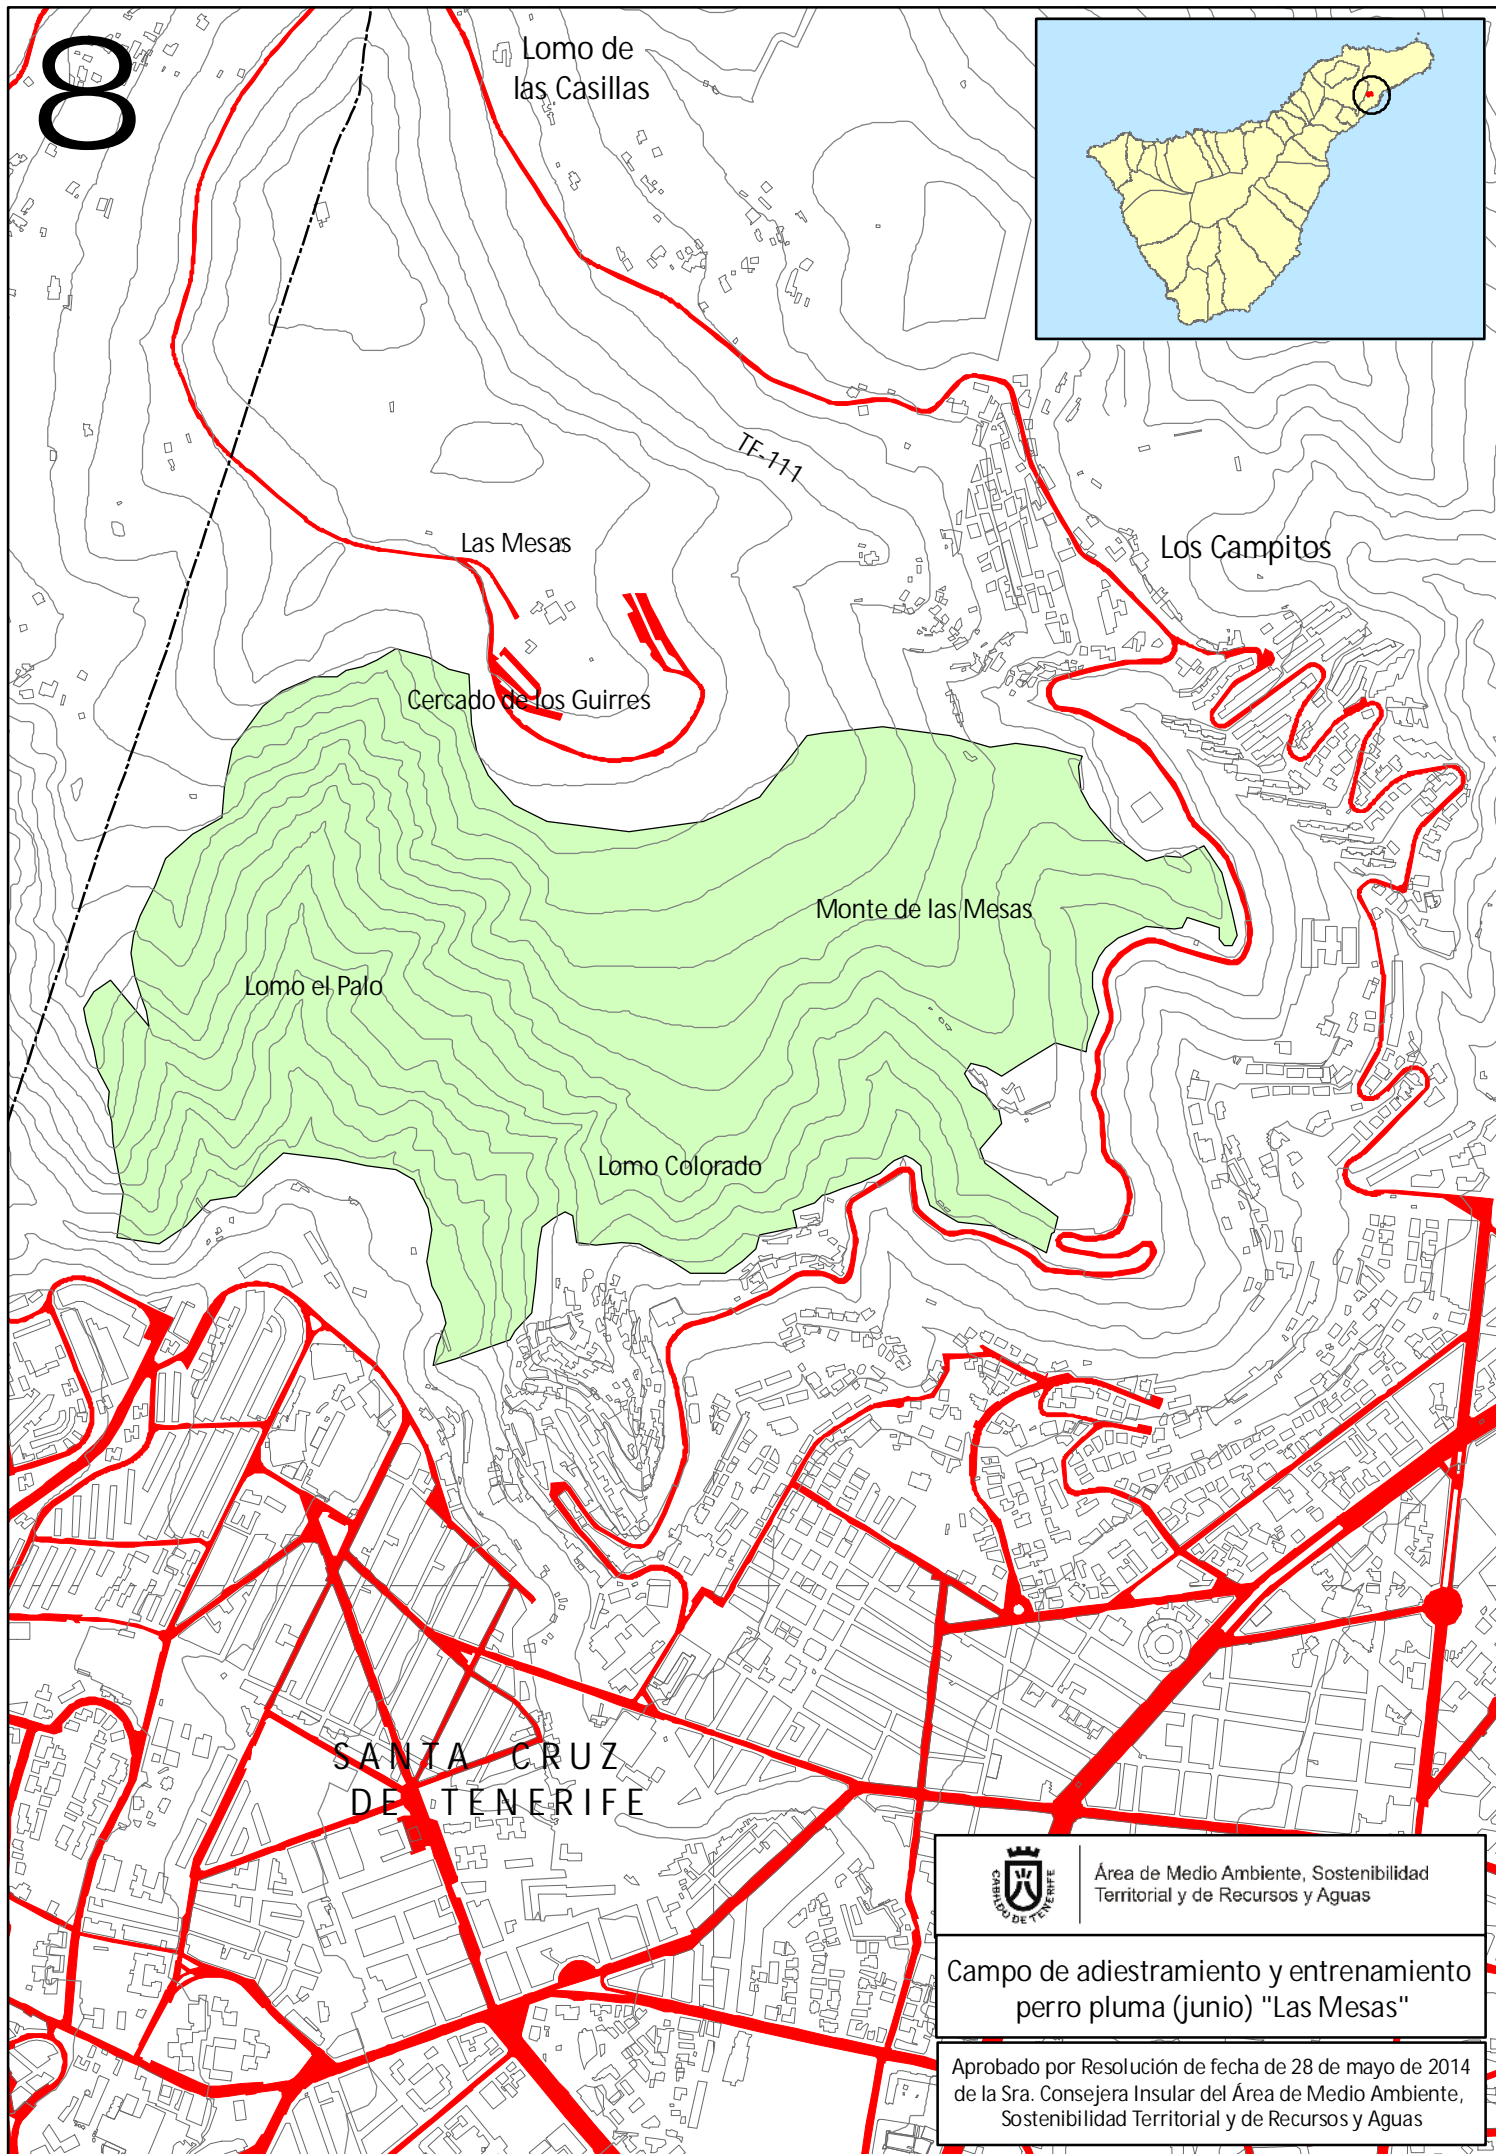 8
Lomo de
las Casillas
TF-111
Las Mesas
Los Campitos
Cercado de los Guirres
Monte de las Mesas
Lomo el Palo
Lomo Colorado
SANTA CRUZ
DE TENERIFE
CABILDO DE TENERIFE
Área de Medio Ambiente, Sostenibilidad
Territorial y de Recursos y Aguas
Campo de adiestramiento y entrenamiento
perro pluma (junio) "Las Mesas"
Aprobado por Resolución de fecha de 28 de mayo de 2014
de la Sra. Consejera Insular del Área de Medio Ambiente,
Sostenibilidad Territorial y de Recursos y Aguas